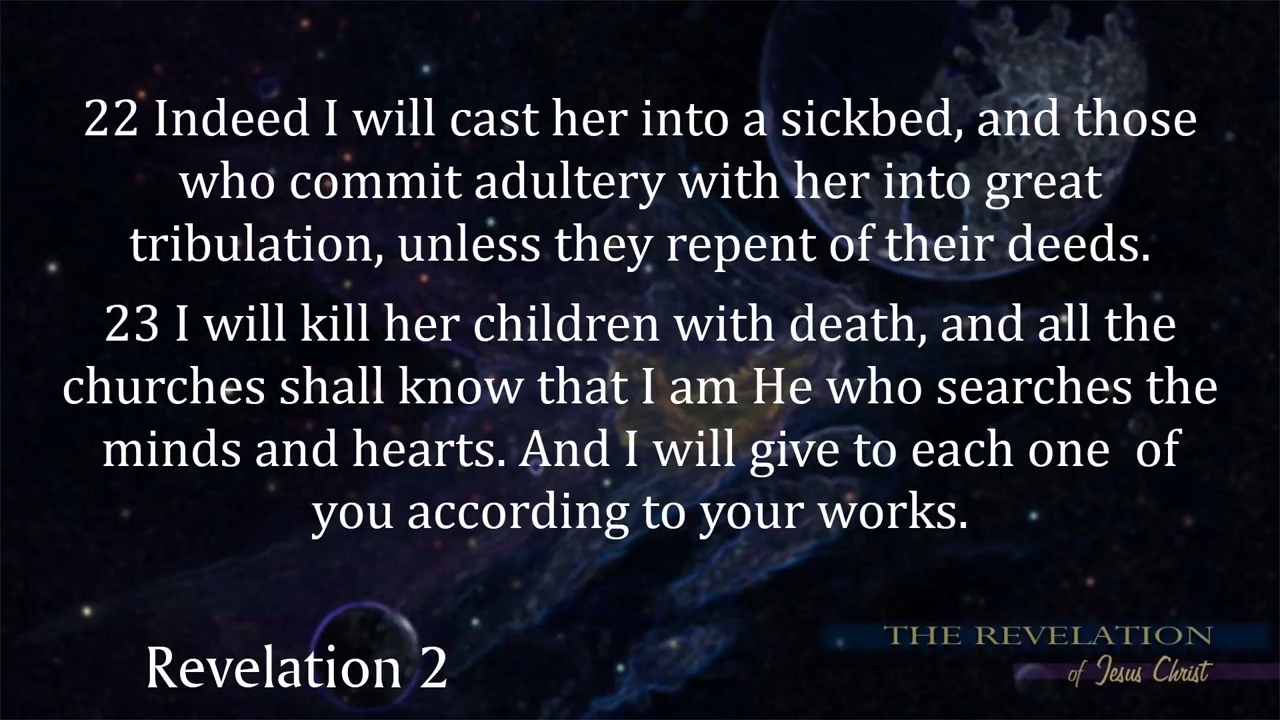 22 Indeed I will cast her into a sickbed, and those
who commit adultery with her into great
tribulation, unless they repent of their deeds.
23 I will kill her children with death, and all the
churches shall know that I am He who searches the
minds and hearts. And I will give to each one  of
you according to your works.
Revelation 2
THE REVELATION
of Jesus Christ